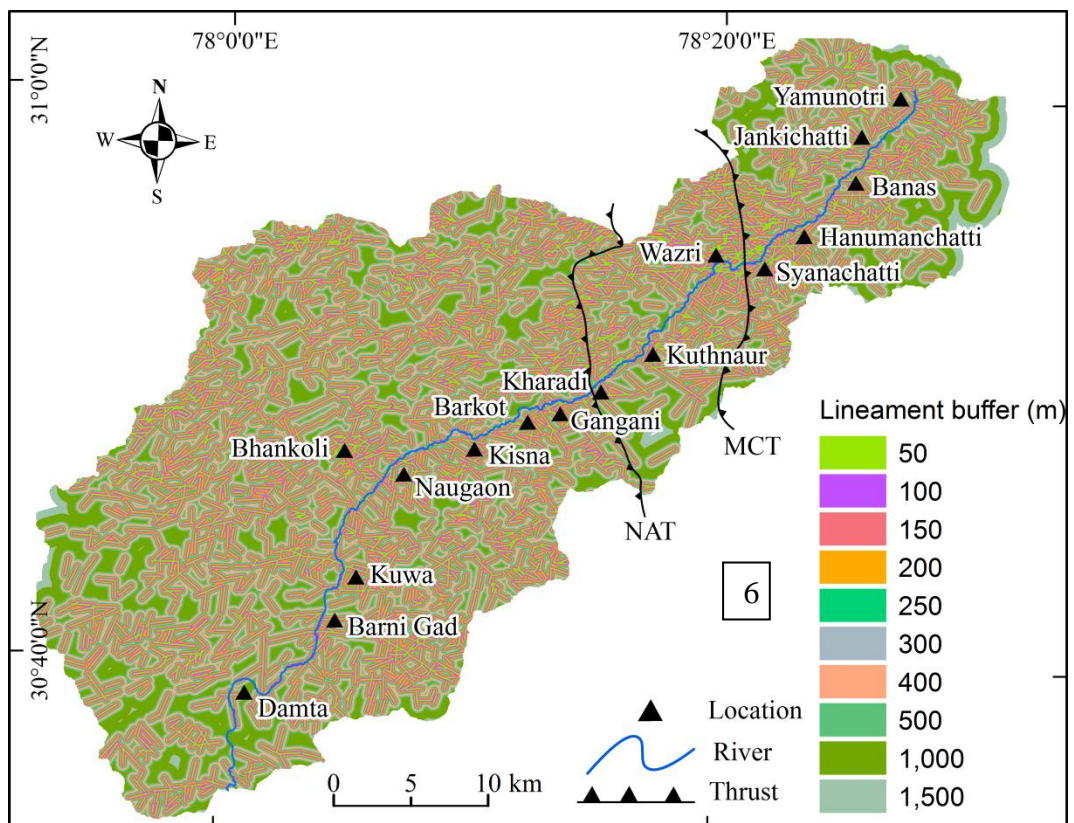 78°0'0"E
78°20'0"E
31°0'0"N
30°40'0"N
N
W
E
S
Yamunotri
Jankichatti
Banas
Hanumanchatti
Wazri
Syanachatti
Kuthnaur
Kharadi
Barkot
Gangani
MCT
Bhankoli
Kisna
Naugaon
NAT
Kuwa
Barni Gad
Damta
6
Lineament buffer (m)
50
100
150
200
250
300
400
500
1,000
1,500
Location
River
Thrust
0 5 10 km